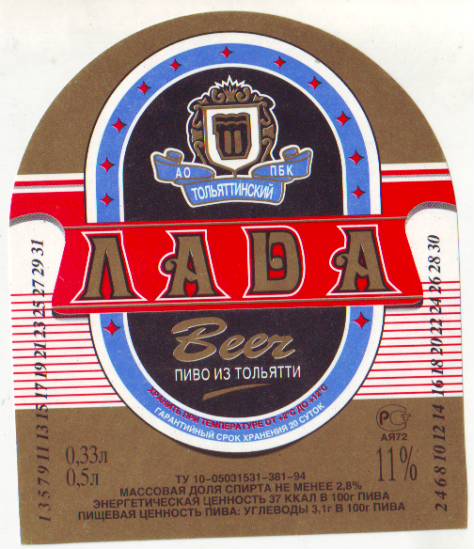 АО ПБК
ТОЛЬЯТТИНСКИЙ
ЛАДА
Beer
ПИВО ИЗ ТОЛЬЯТТИ
ХРАНИТЬ ПРИ ТЕМПЕРАТУРЕ ОТ +2°С ДО +12°С
ГАРАНТИЙНЫЙ СРОК ХРАНЕНИЯ 20 СУТОК
1 3 5 7 9 11 13 15 17 19 21 23 25 27 29 31
0,33л
0,5л
РС
АЯ72
11%
2 4 6 8 10 12 14 16 18 20 22 24 26 28 30
ТУ 10-05031531-381-94
МАССОВАЯ ДОЛЯ СПИРТА НЕ МЕНЕЕ 2,8%
ЭНЕРГЕТИЧЕСКАЯ ЦЕННОСТЬ 37 ККАЛ В 100г ПИВА
ПИЩЕВАЯ ЦЕННОСТЬ ПИВА: УГЛЕВОДЫ 3,1г В 100г ПИВА